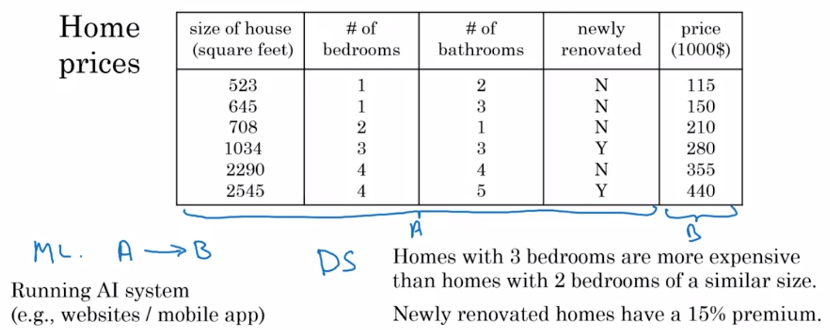 Home prices
size of house (square feet) # of bedrooms # of bathrooms newly renovated price (1000$)
523 1 2 N 115
645 1 3 N 150
708 2 1 N 210
1034 3 3 Y 280
2290 4 4 N 355
2545 4 5 Y 440
A B
ML. A → B
Running AI system
(e.g., websites / mobile app)
DS
Homes with 3 bedrooms are more expensive
than homes with 2 bedrooms of a similar size.
Newly renovated homes have a 15% premium.